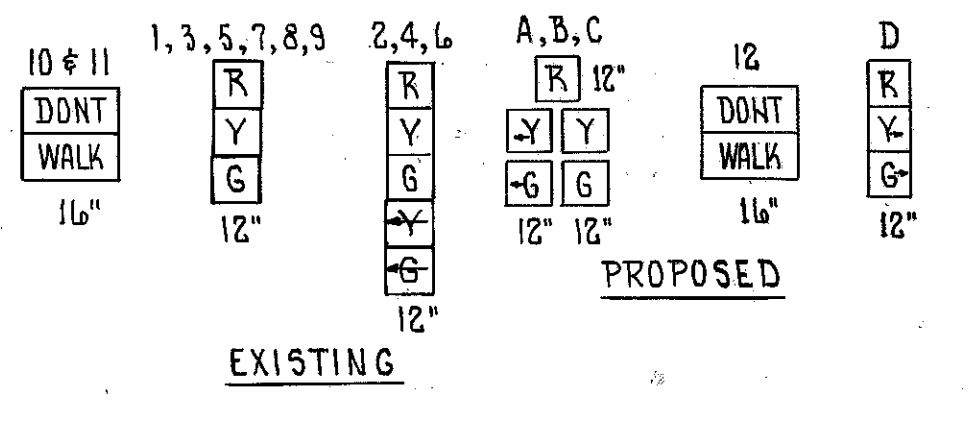 10 & 11
DONT
WALK
16"
1, 3, 5, 7, 8, 9
R
Y
G
12"
2, 4, 6
R
Y
G
Y
G
12"
EXISTING
A, B, C
R 12"
Y Y
G G
12" 12"
12
DONT
WALK
16"
D
R
Y
G
12"
PROPOSED